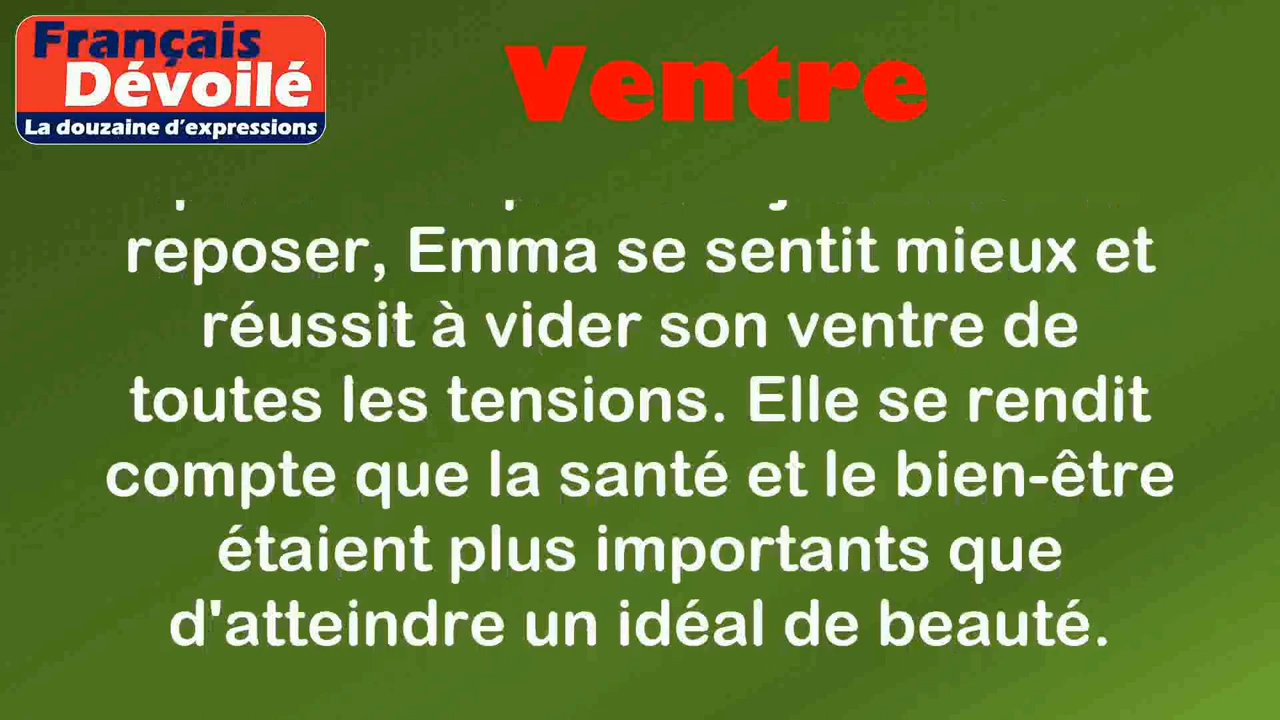 Français
Dévoilé
La douzaine d'expressions
Ventre
reposer, Emma se sentit mieux et
réussit à vider son ventre de
toutes les tensions. Elle se rendit
compte que la santé et le bien-être
étaient plus importants que
d'atteindre un idéal de beauté.